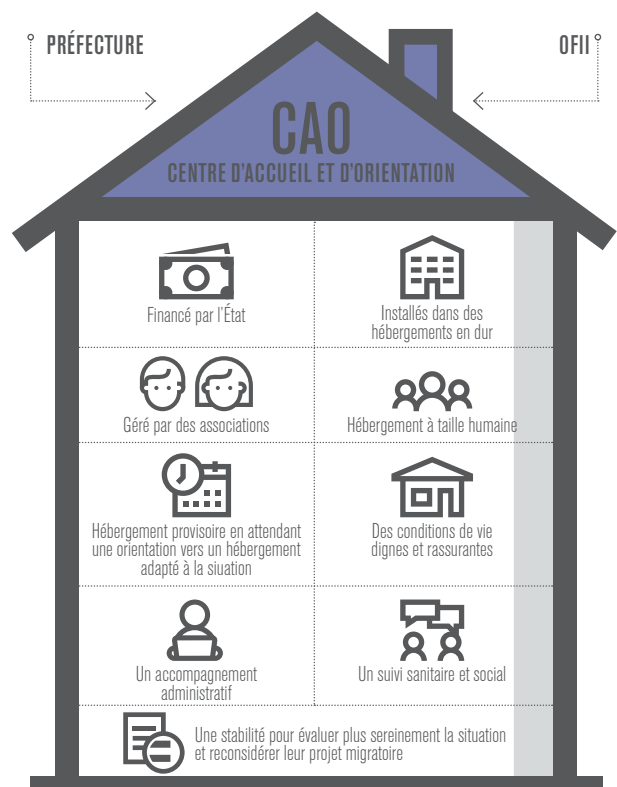 PRÉFECTURE
OFII
CAO
CENTRE D'ACCUEIL ET D'ORIENTATION
Financé par l'État
Installés dans des
hébergements en dur
Géré par des associations
Hébergement à taille humaine
Hébergement provisoire en attendant
une orientation vers un hébergement
adapté à la siuation
Des conditions de vie
dignes et rassurantes
Un accompagnement
administratif
Un suivi sanitaire et social
Une stabilité pour évaluer plus sereinement la situation
et reconsidérer leur projet migratoire